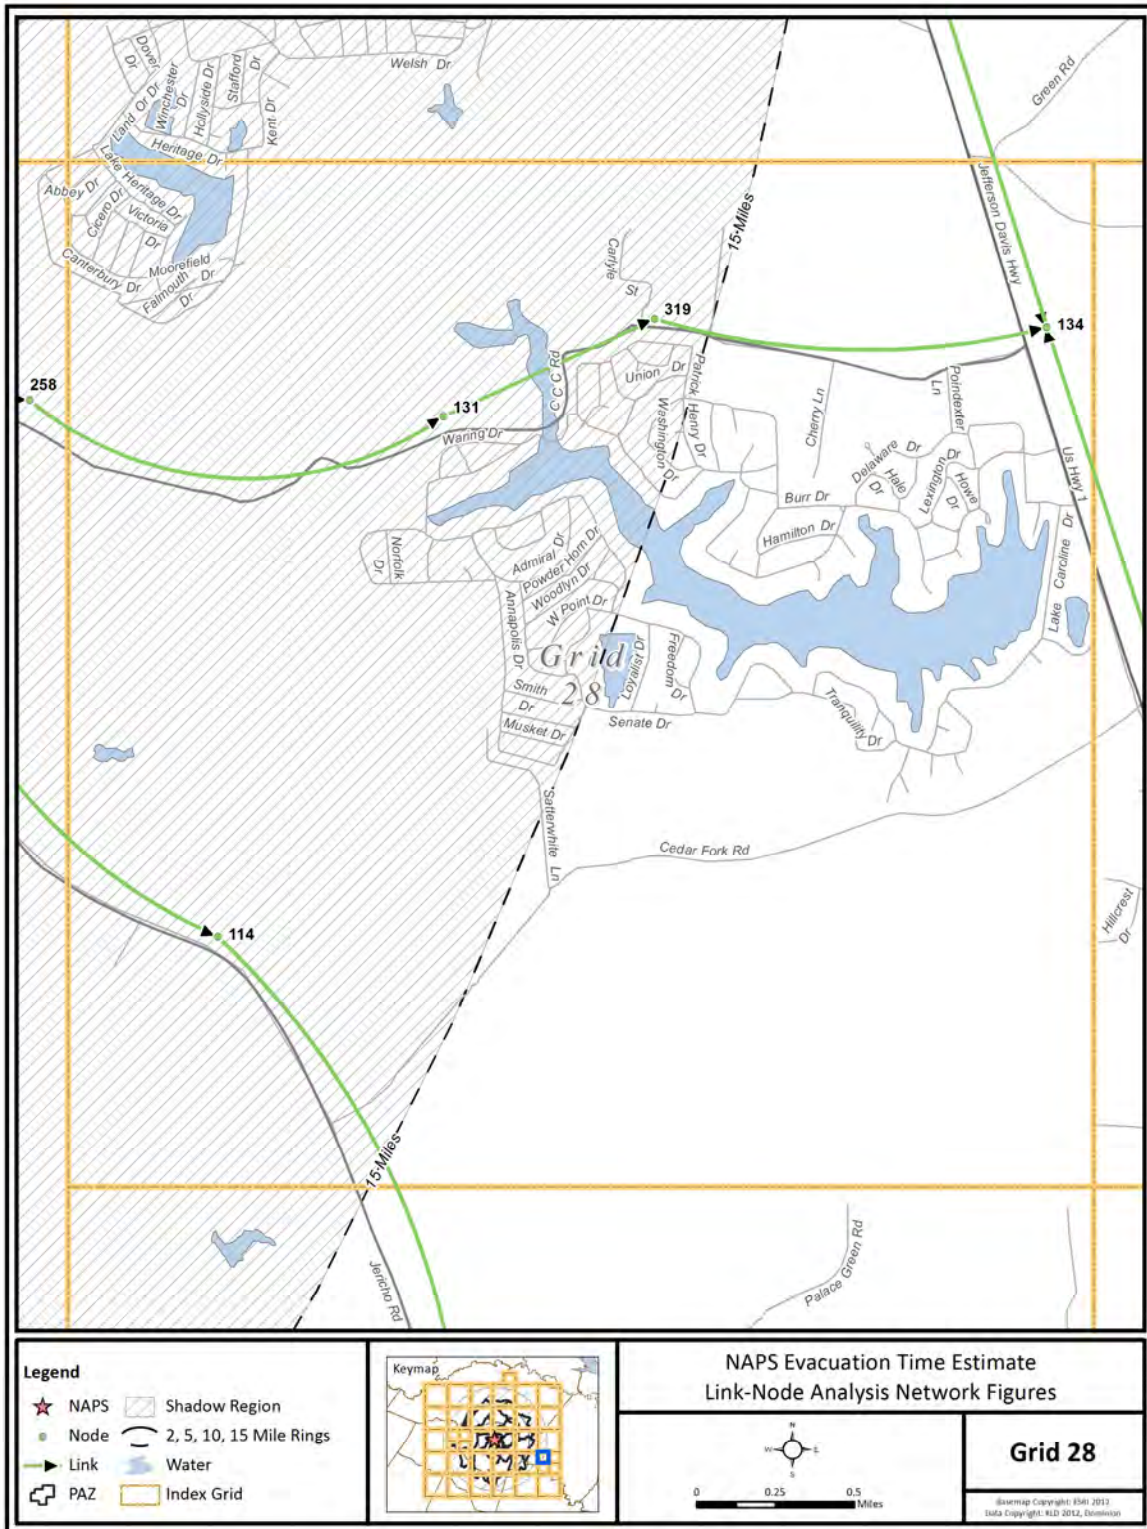 Welsh Dr
Dover
Dr
Winchester
Dr
Hollyside Dr
Stafford
Dr
Kent Dr
Land Or Dr
Heritage Dr
Lake Heritage Dr
Abbey Dr
Cicero Dr
Victoria
Dr
Canterbury Dr
Moorefield
Dr
Falmouth
Dr
Green Rd
15-Miles
Jefferson Davis Hwy
Carlyle
St
319
134
258
131
C C C Rd
Union Dr
Patrick Henry Dr
Washington Dr
Waring Dr
Cherry Ln
Poindexter
Ln
Delaware Dr
Hale
Dr
Lexington Dr
Howe
Dr
Us Hwy 1
Burr Dr
Hamilton Dr
Norfolk
Dr
Admiral Dr
Powder Horn Dr
Woodlyn Dr
W Point Dr
Annapolis Dr
Lake Caroline Dr
Grid
28
Loyalist Dr
Freedom
Dr
Smith
Dr
Musket Dr
Senate Dr
Tranquility Dr
Satterwhite Ln
Cedar Fork Rd
Hillcrest
Dr
114
15-Miles
Jericho Rd
Palace Green Rd
Legend
NAPS
Shadow Region
Node
2, 5, 10, 15 Mile Rings
Link
Water
PAZ
Index Grid
Keymap
NAPS Evacuation Time Estimate
Link-Node Analysis Network Figures
N
W
E
S
0 0.25 0.5
Miles
Grid 28
Basemap Copyright: ESRI 2012
Data Copyright: KLD 2012, Dominion